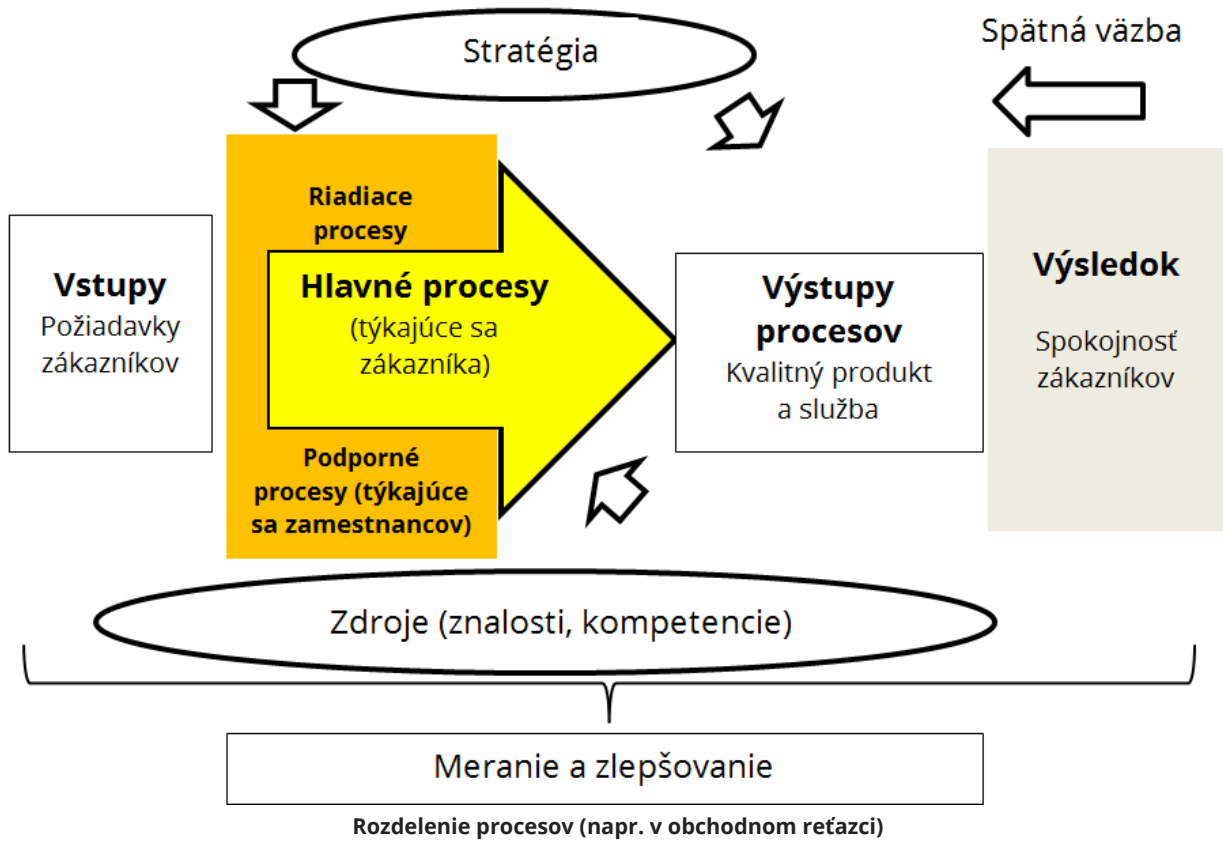 Stratégia
Spätná väzba
Riadiace
procesy
Vstupy
Požiadavky
zákazníkov
Hlavné procesy
(týkajúce sa
zákazníka)
Podporné
procesy (týkajúce
sa zamestnancov)
Výstupy
procesov
Kvalitný produkt
a služba
Výsledok
Spokojnosť
zákazníkov
Zdroje (znalosti, kompetencie)
Meranie a zlepšovanie
Rozdelenie procesov (napr. v obchodnom reťazci)